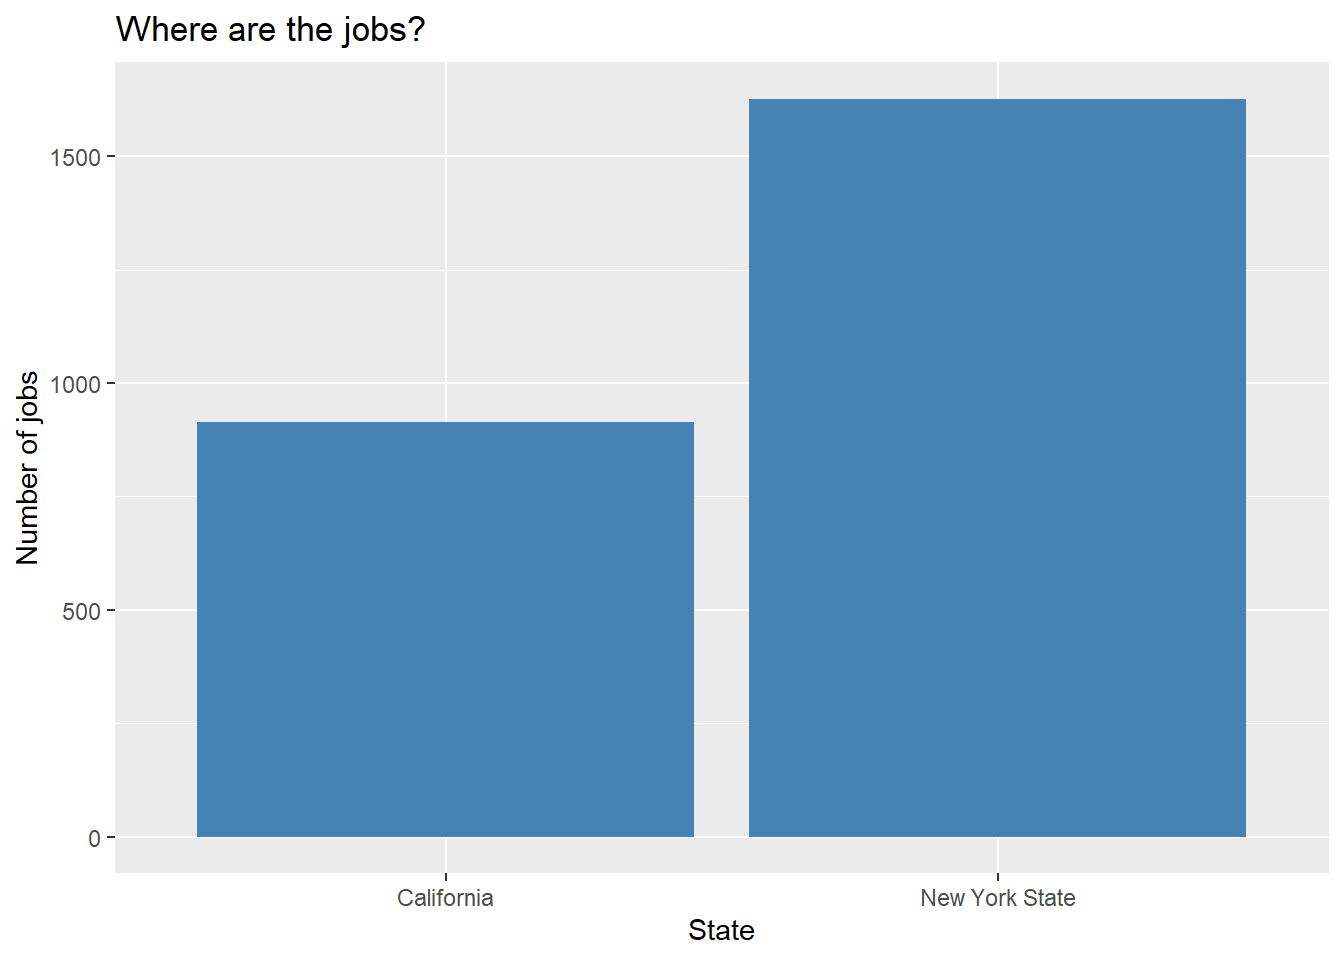 Where are the jobs?
1500
1000
500
0
Number of jobs
California
New York State
State